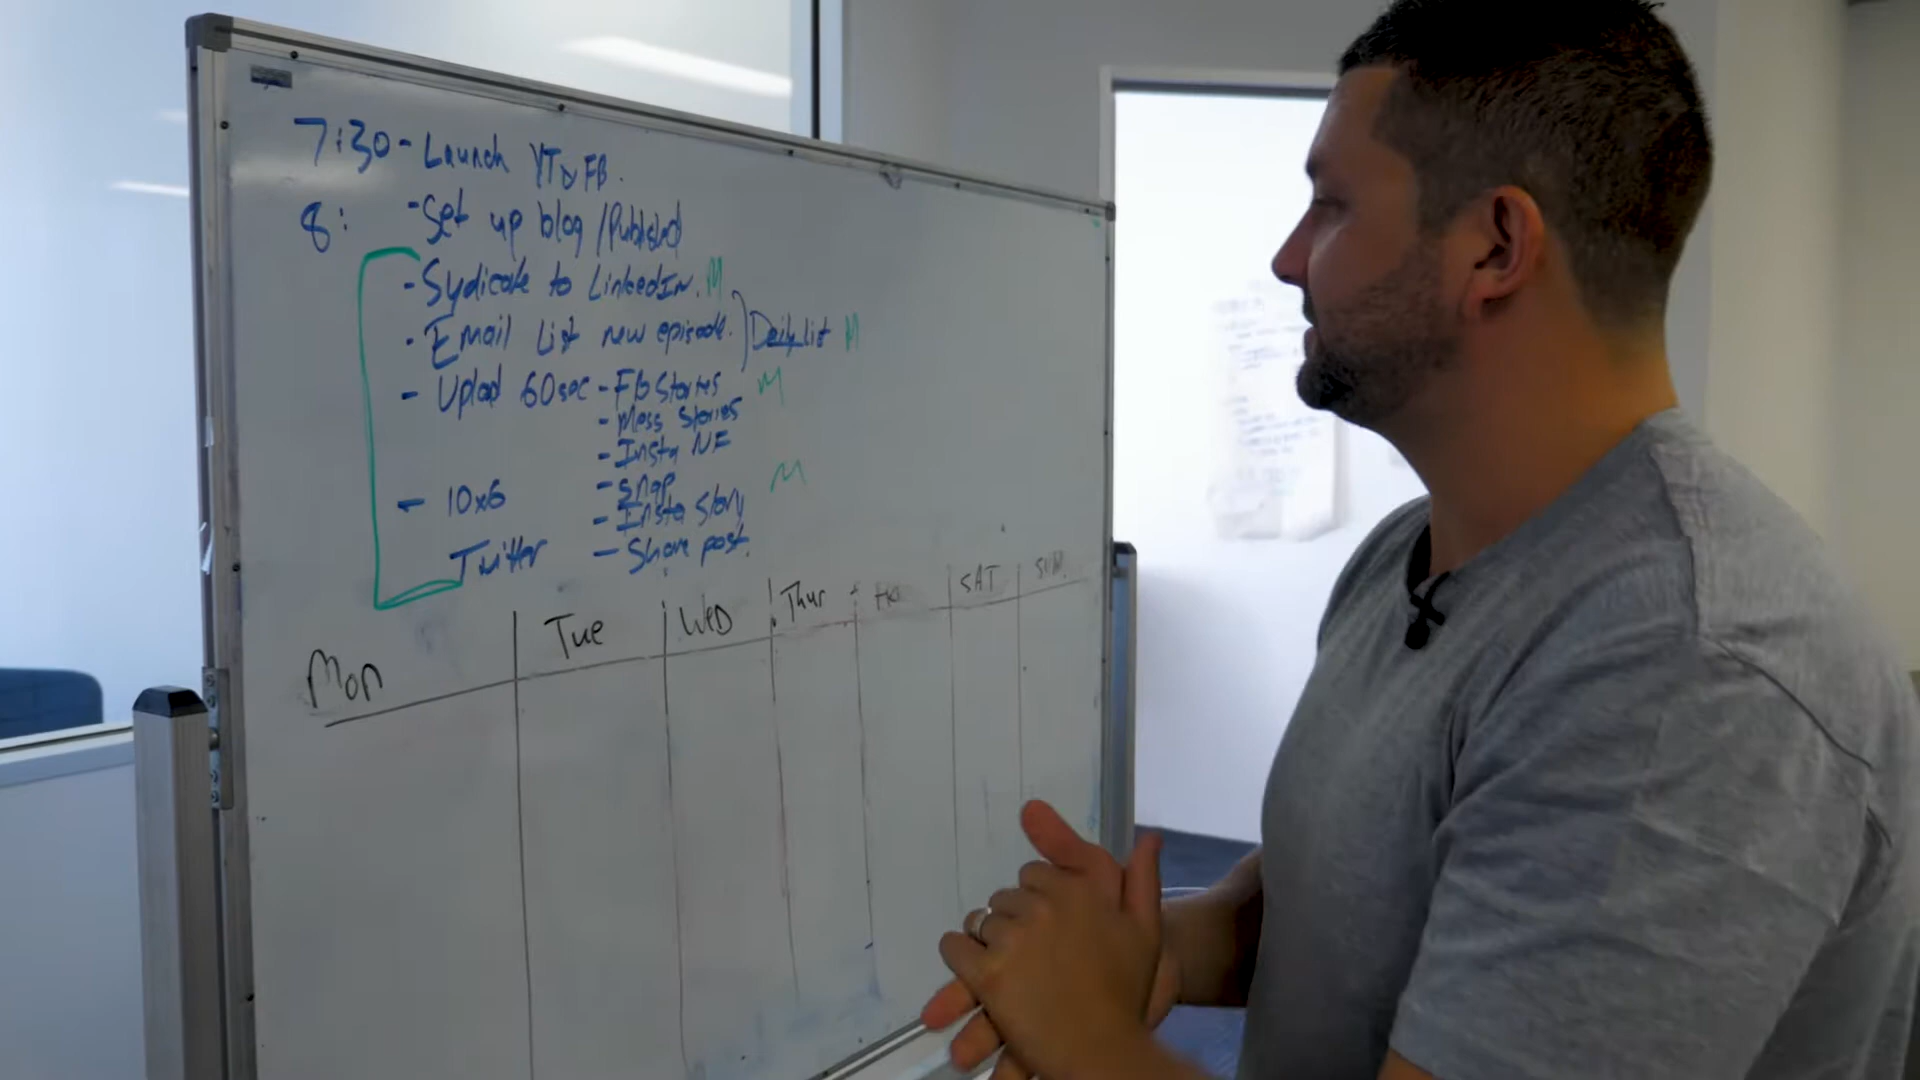 7:30 - Launch YT & FB.
8: - Set up blog / Published
- Sydicate to LinkedIn. M
- Email List new episode. ) Daily List M
- Upload 60sec - FB Stories M
- Mess Stories
- Insta NF
- 10x6 - Snap M
- Insta Story
Twitter - Share post.
Mon Tue WED Thur FRI SAT SUN